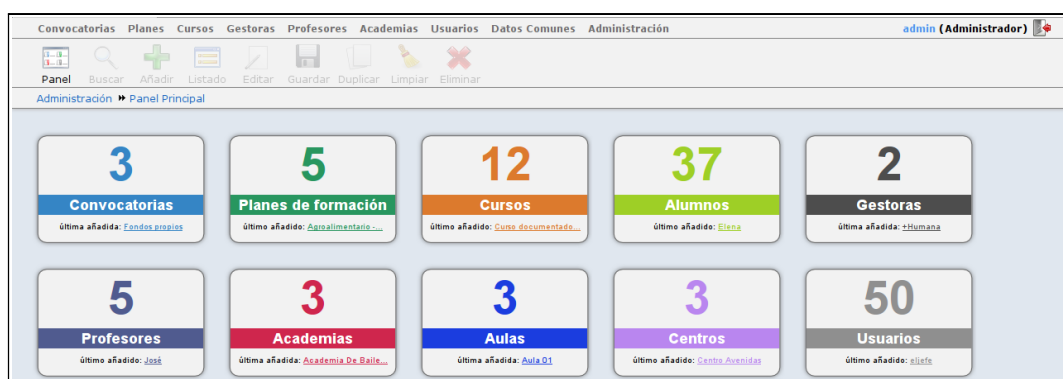 Convocatorias Planes Cursos Gestoras Profesores Academias Usuarios Datos Comunes Administración admin (Administrador)
Panel Buscar Añadir Listado Editar Guardar Duplicar Limpiar Eliminar
Administración Panel Principal
3 5 12 37 2
Convocatorias Planes de formación Cursos Alumnos Gestoras
última añadida: Fondos propios último añadido: Agroalimentario -... último añadido: Curso documentado... último añadido: Elena última añadida: +Humana
5 3 3 3 50
Profesores Academias Aulas Centros Usuarios
último añadido: José última añadida: Academia De Baile... última añadida: Aula 01 último añadido: Centro Avenidas último añadido: eljefe